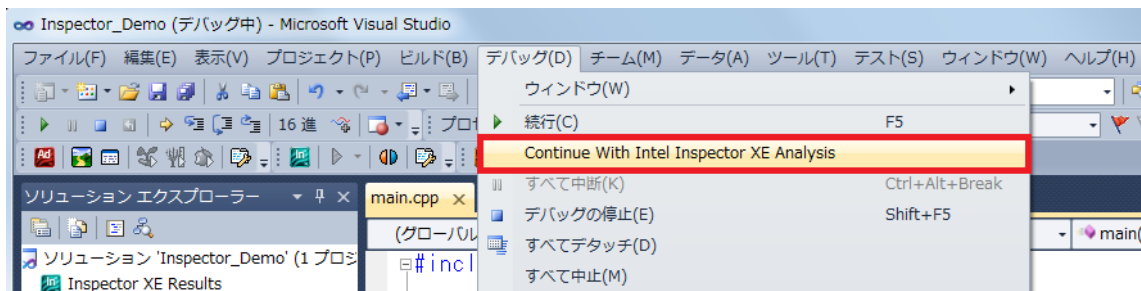 Inspector_Demo (デバッグ中) - Microsoft Visual Studio
ファイル(F) 編集(E) 表示(V) プロジェクト(P) ビルド(B) デバッグ(D) チーム(M) データ(A) ツール(T) テスト(S) ウィンドウ(W) ヘルプ(H)
ウィンドウ(W)
16 進 プロ 続行(C) F5
Continue With Intel Inspector XE Analysis
すべて中断(K) Ctrl+Alt+Break
ソリューション エクスプローラー main.cpp デバッグの停止(E) Shift+F5
(グローバル すべてデタッチ(D) main(
ソリューション 'Inspector_Demo' (1 プロジ #incl すべて中止(M)
Inspector XE Results